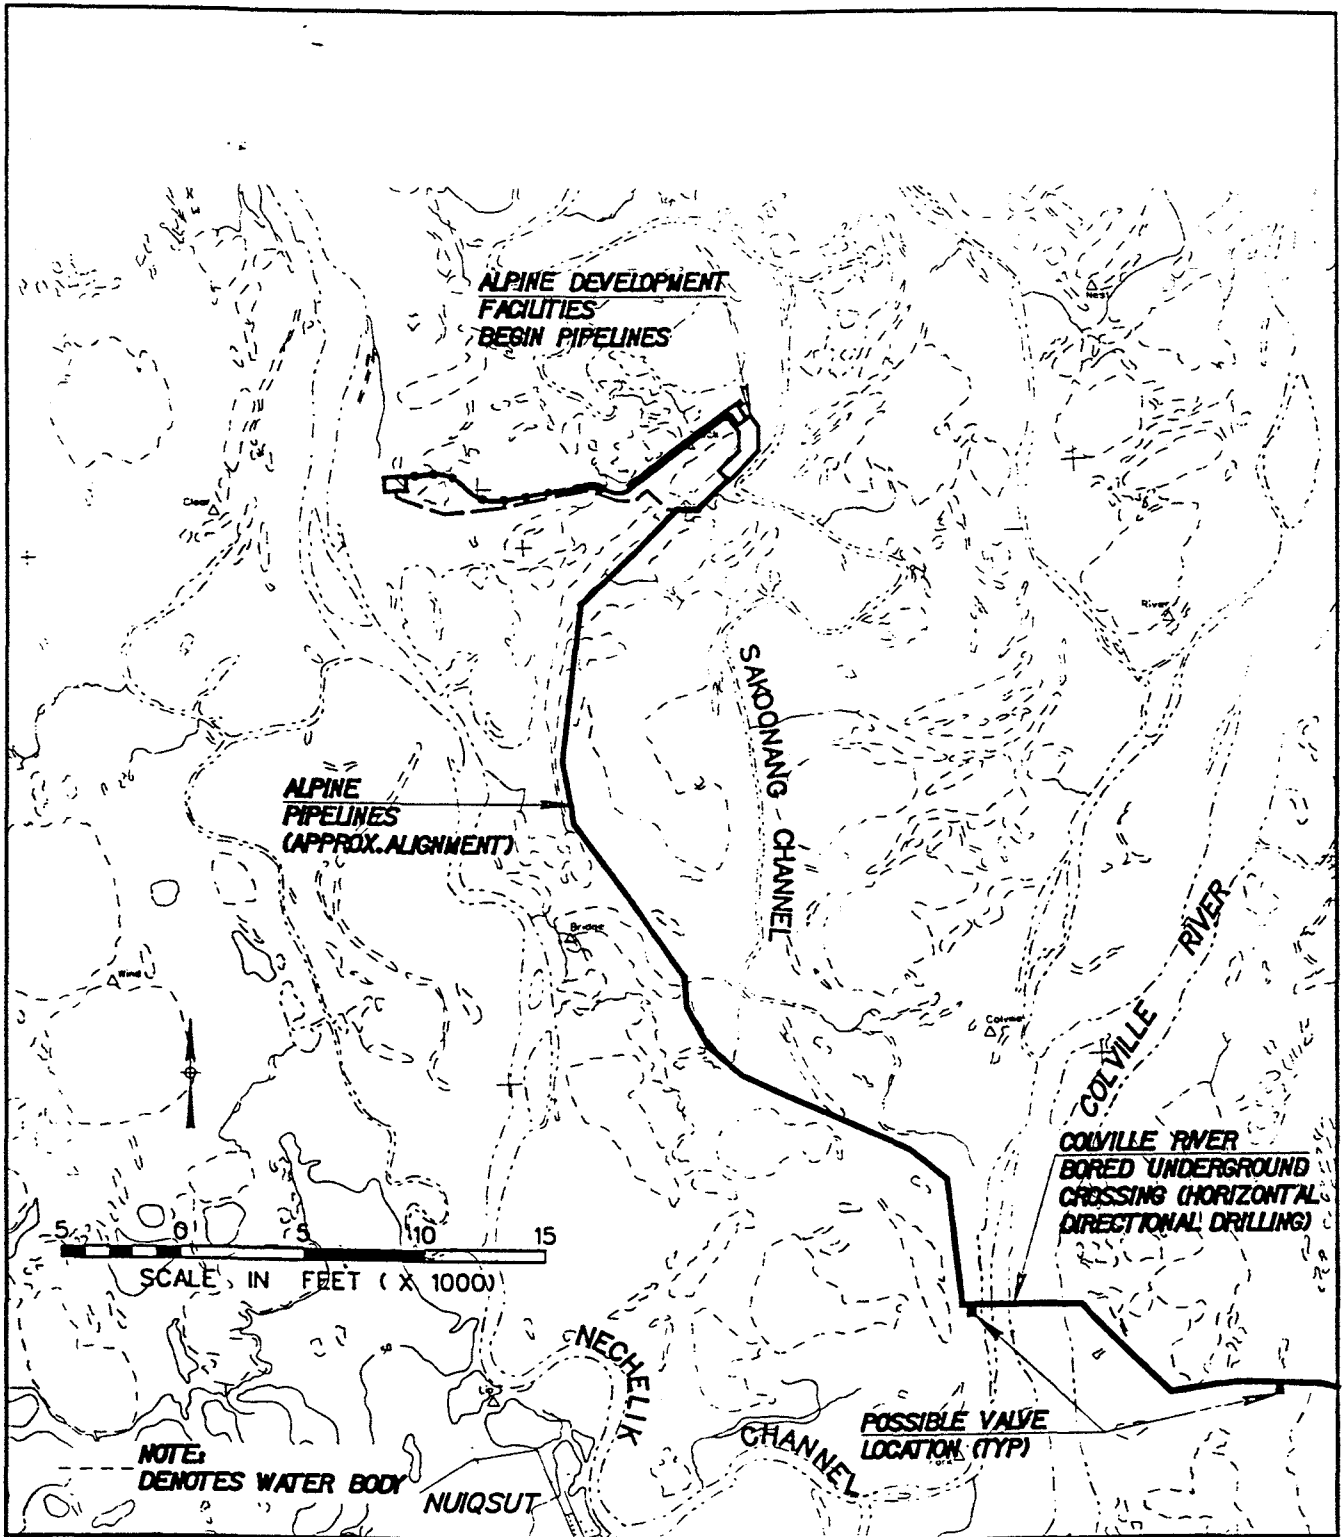 Nest
ALPINE DEVELOPMENT
FACILITIES
BEGIN PIPELINES
Clear
River
SAKOONANG CHANNEL
ALPINE
PIPELINES
(APPROX. ALIGNMENT)
Bridge
Wind
COLVILLE RIVER
COLVILLE RIVER
BORED UNDERGROUND
CROSSING (HORIZONTAL
DIRECTIONAL DRILLING)
5 0 5 10 15
SCALE IN FEET ( X 1000)
NECHELIK CHANNEL
POSSIBLE VALVE
LOCATION (TYP)
NOTE:
DENOTES WATER BODY
NUIQSUT